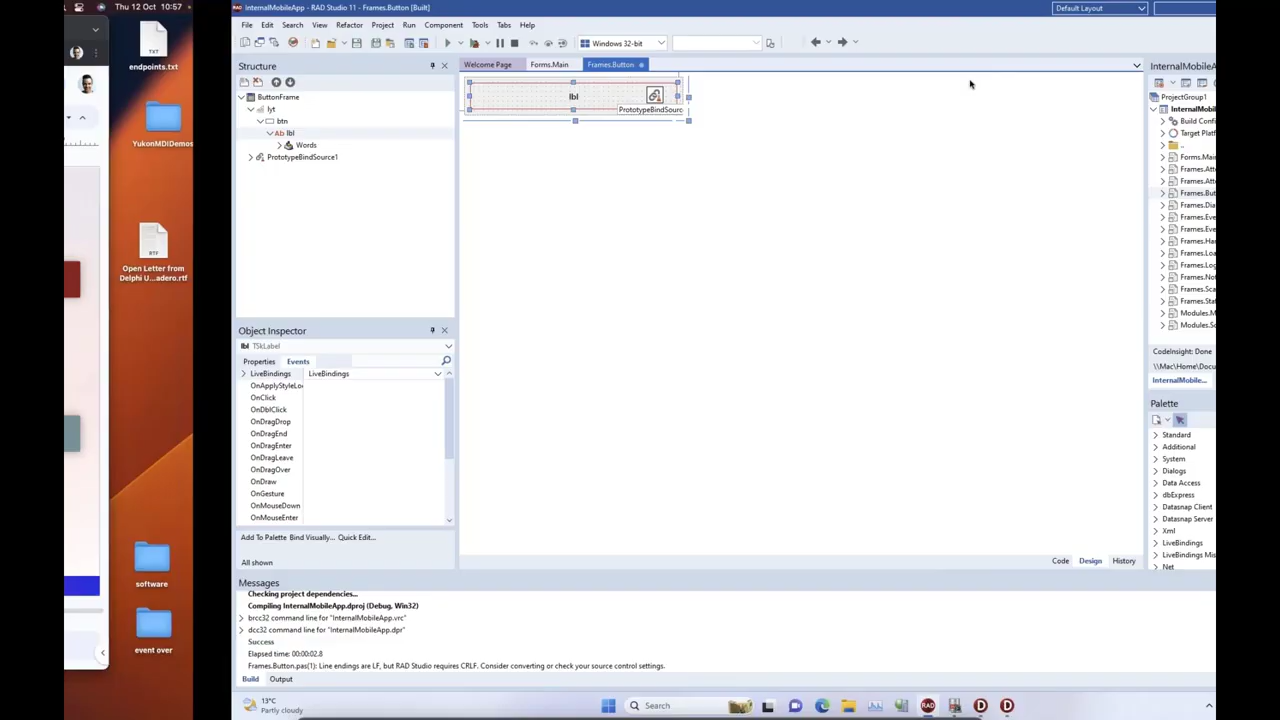 Thu 12 Oct 10:57
endpoints.txt
YukonMDIDemos
Open Letter from
Delphi U...adero.rtf
software
event over
InternalMobileApp - RAD Studio 11 - Frames.Button [Built]
Default Layout
File Edit Search View Refactor Project Run Component Tools Tabs Help
Windows 32-bit
Structure
ButtonFrame
lyt
btn
Ab lbl
Words
PrototypeBindSource1
Welcome Page Forms.Main Frames.Button
lbl
PrototypeBindSourc
Object Inspector
lbl TSkLabel
Properties Events
LiveBindings LiveBindings
OnApplyStyleLoo
OnClick
OnDblClick
OnDragDrop
OnDragEnd
OnDragEnter
OnDragLeave
OnDragOver
OnDraw
OnGesture
OnMouseDown
OnMouseEnter
Add To Palette Bind Visually... Quick Edit...
All shown
Code Design History
InternalMobileA
ProjectGroup1
InternalM
Build Confi
Target Platf
..
Forms.Mai
Frames.Att
Frames.Att
Frames.But
Frames.Dia
Frames.Eve
Frames.Eve
Frames.Har
Frames.Loa
Frames.Log
Frames.Not
Frames.Sca
Frames.Stat
Modules.M
Modules.Sc
CodeInsight: Done
\\Mac\Home\Docu
InternalMobile...
Palette
Standard
Additional
System
Dialogs
Data Access
dbExpress
Datasnap Client
Datasnap Server
Xml
LiveBindings
LiveBindings Mis
Net
Messages
Checking project dependencies...
Compiling InternalMobileApp.dproj (Debug, Win32)
brcc32 command line for "InternalMobileApp.vrc"
dcc32 command line for "InternalMobileApp.dpr"
Success
Elapsed time: 00:00:02.8
Frames.Button.pas(1): Line endings are LF, but RAD Studio requires CRLF. Consider converting or check your source control settings.
Build Output
13°C
Partly cloudy
Search